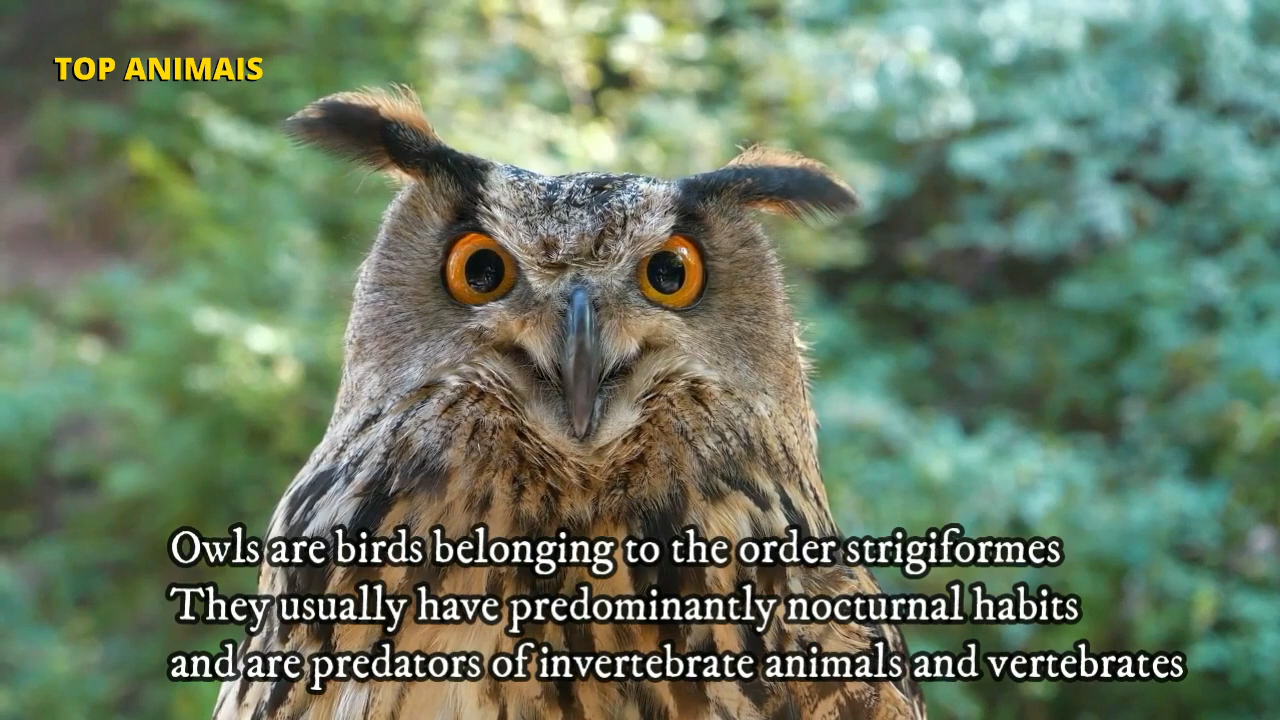 TOP ANIMAIS
Owls are birds belonging to the order strigiformes
They usually have predominantly nocturnal habits
and are predators of invertebrate animals and vertebrates